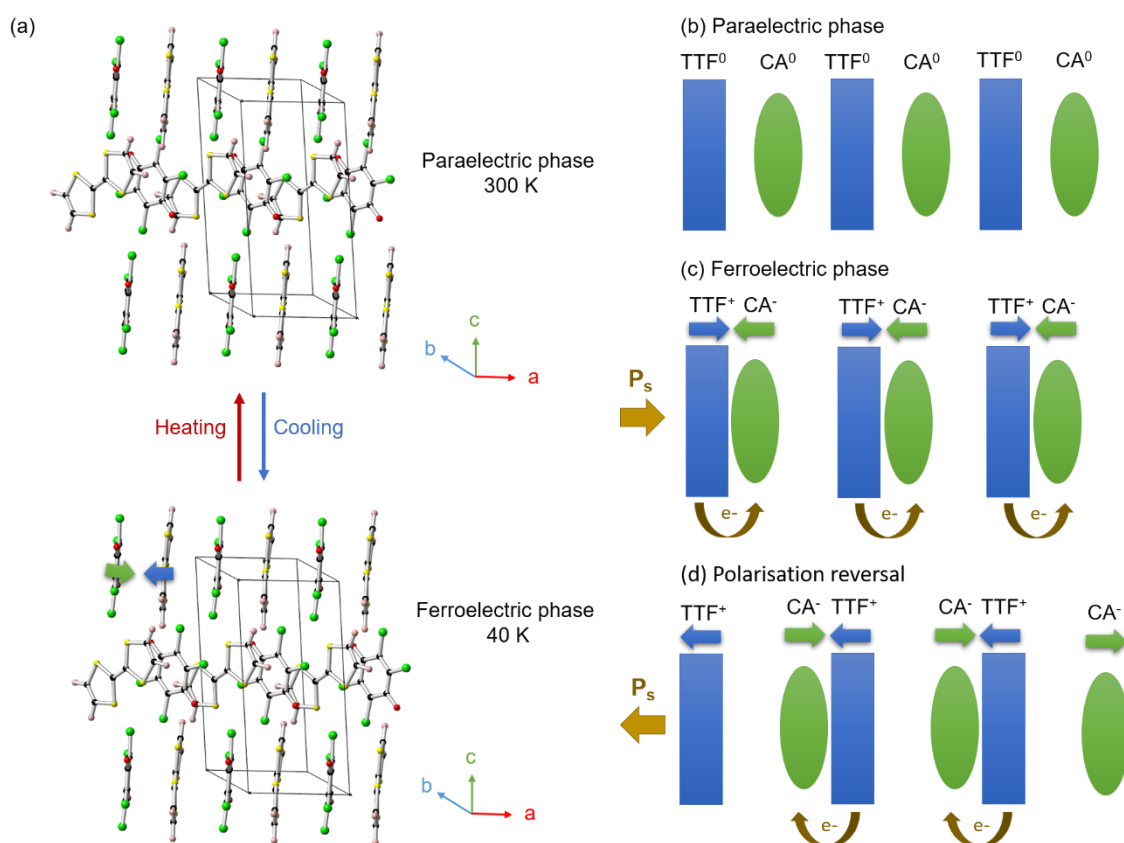 (a)
Paraelectric phase
300 K
c
b
a
Heating
Cooling
Ferroelectric phase
40 K
c
b
a
(b) Paraelectric phase
TTF⁰ CA⁰ TTF⁰ CA⁰ TTF⁰ CA⁰
(c) Ferroelectric phase
TTF⁺ CA⁻ TTF⁺ CA⁻ TTF⁺ CA⁻
Pₛ
e- e- e-
(d) Polarisation reversal
TTF⁺ CA⁻ TTF⁺ CA⁻ TTF⁺ CA⁻
Pₛ
e- e-